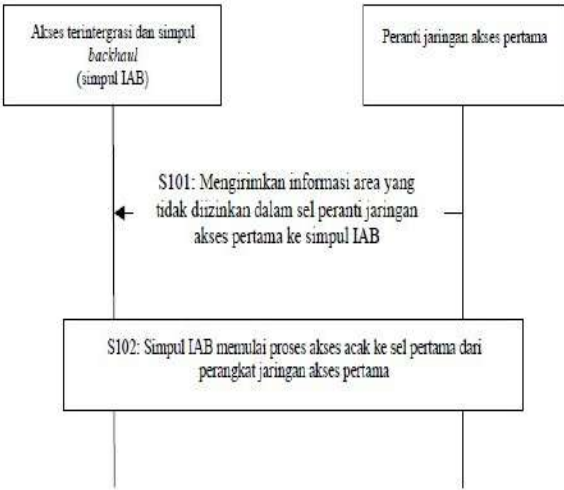 Akses terintergrasi dan simpul
backhaul
(simpul IAB)
Peranti jaringan akses pertama
S101: Mengirimkan informasi area yang
tidak diizinkan dalam sel peranti jaringan
akses pertama ke simpul IAB
S102: Simpul IAB memulai proses akses acak ke sel pertama dari
perangkat jaringan akses pertama